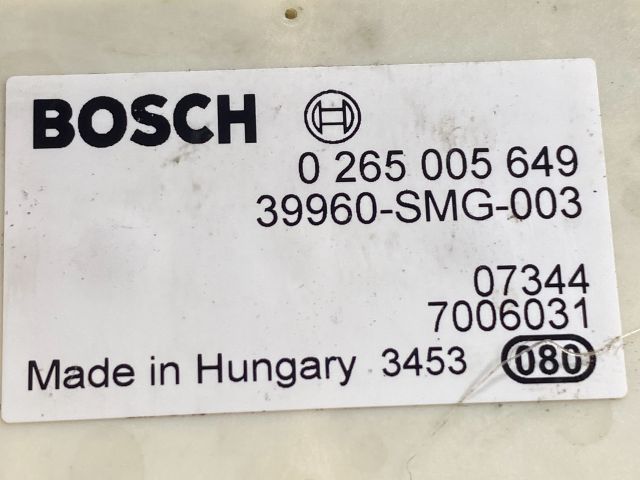 BOSCH
0 265 005 649
39960-SMG-003
07344
7006031
Made in Hungary 3453 080